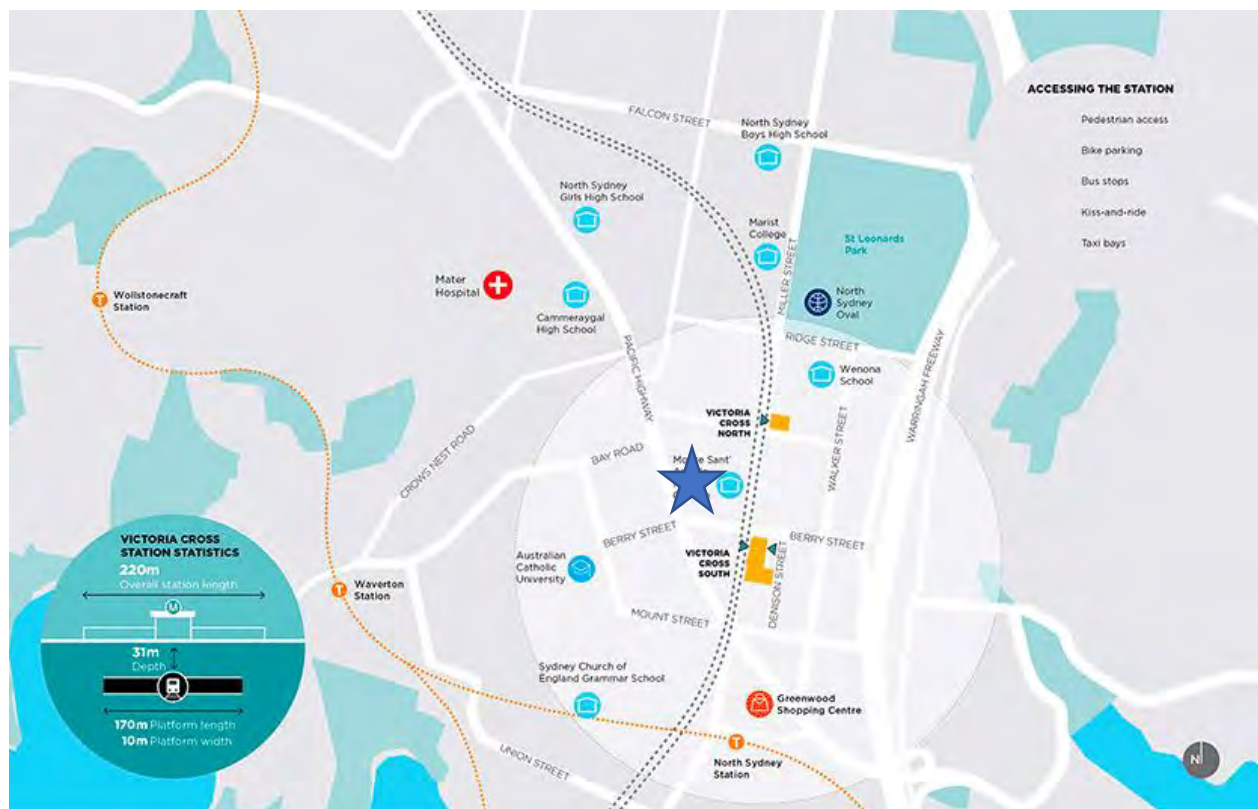 FALCON STREET
North Sydney
Boys High School
ACCESSING THE STATION
Pedestrian access
Bike parking
Bus stops
Kiss-and-ride
Taxi bays
North Sydney
Girls High School
Marist
College
St Leonards
Park
MILLER STREET
Mater
Hospital
Wollstonecraft
Station
Cammeraygal
High School
North
Sydney
Oval
PACIFIC HIGHWAY
RIDGE STREET
WARRINGAH FREEWAY
Wenona
School
VICTORIA
CROSS
NORTH
WALKER STREET
CROWS NEST ROAD
BAY ROAD
Sant'
BERRY STREET
BERRY STREET
VICTORIA
CROSS
SOUTH
DENISON STREET
Australian
Catholic
University
VICTORIA CROSS
STATION STATISTICS
220m
Overall station length
M
31m
Depth
170m Platform length
10m Platform width
T
Waverton
Station
MOUNT STREET
Sydney Church of
England Grammar School
Greenwood
Shopping Centre
UNION STREET
T
North Sydney
Station
T
N